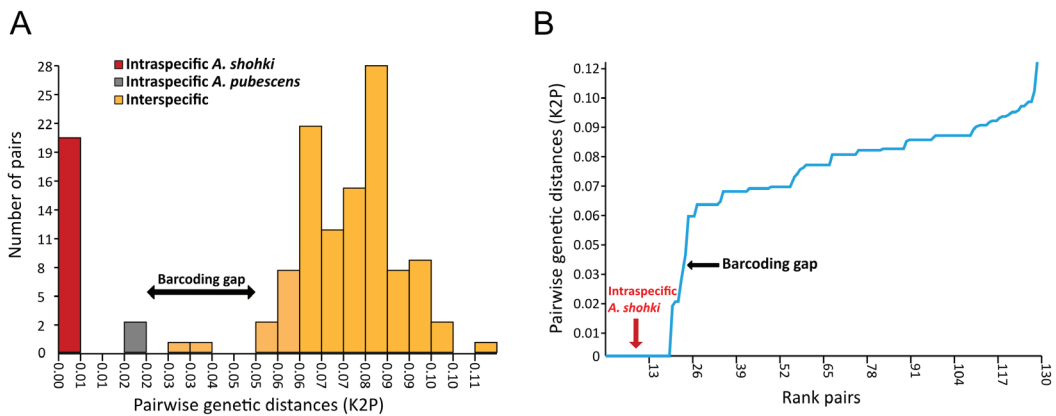 A
Intraspecific A. shohki
Intraspecific A. pubescens
Interspecific
Number of pairs
28
25
22
19
16
14
11
8
5
2
0
Barcoding gap
0.00 0.01 0.01 0.02 0.02 0.03 0.03 0.04 0.05 0.05 0.06 0.06 0.07 0.07 0.08 0.08 0.09 0.09 0.10 0.10 0.11
Pairwise genetic distances (K2P)
B
Pairwise genetic distances (K2P)
0.12
0.10
0.09
0.08
0.07
0.06
0.05
0.03
0.02
0.01
0
Barcoding gap
Intraspecific
A. shohki
13 26 39 52 65 78 91 104 117 130
Rank pairs